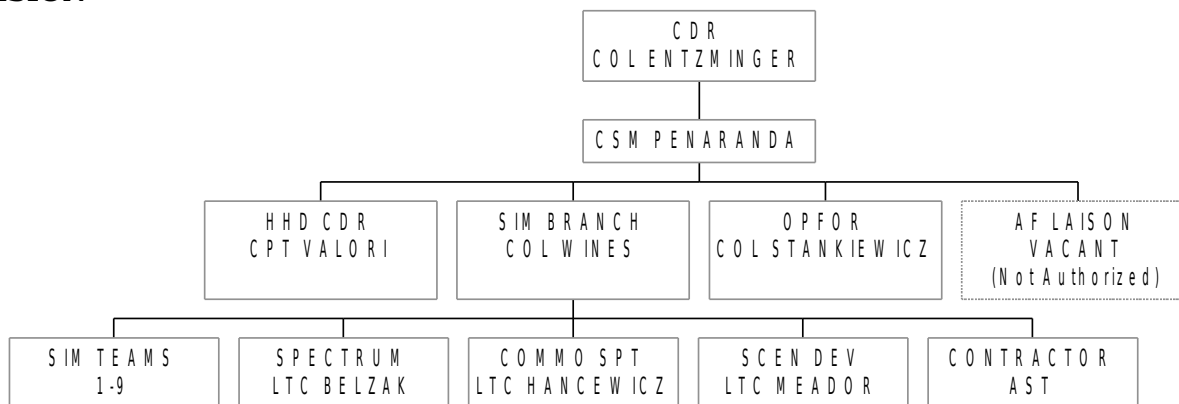 CDR
COL ENTZMINGER
CSM PENARANDA
HHD CDR
CPT VALORI
SIM BRANCH
COL WINES
OPFOR
COL STANKIEWICZ
AF LAISON
VACANT
(Not Authorized)
SIM TEAMS
1-9
SPECTRUM
LTC BELZAK
COMMO SPT
LTC HANCEWICZ
SCEN DEV
LTC MEADOR
CONTRACTOR
AST